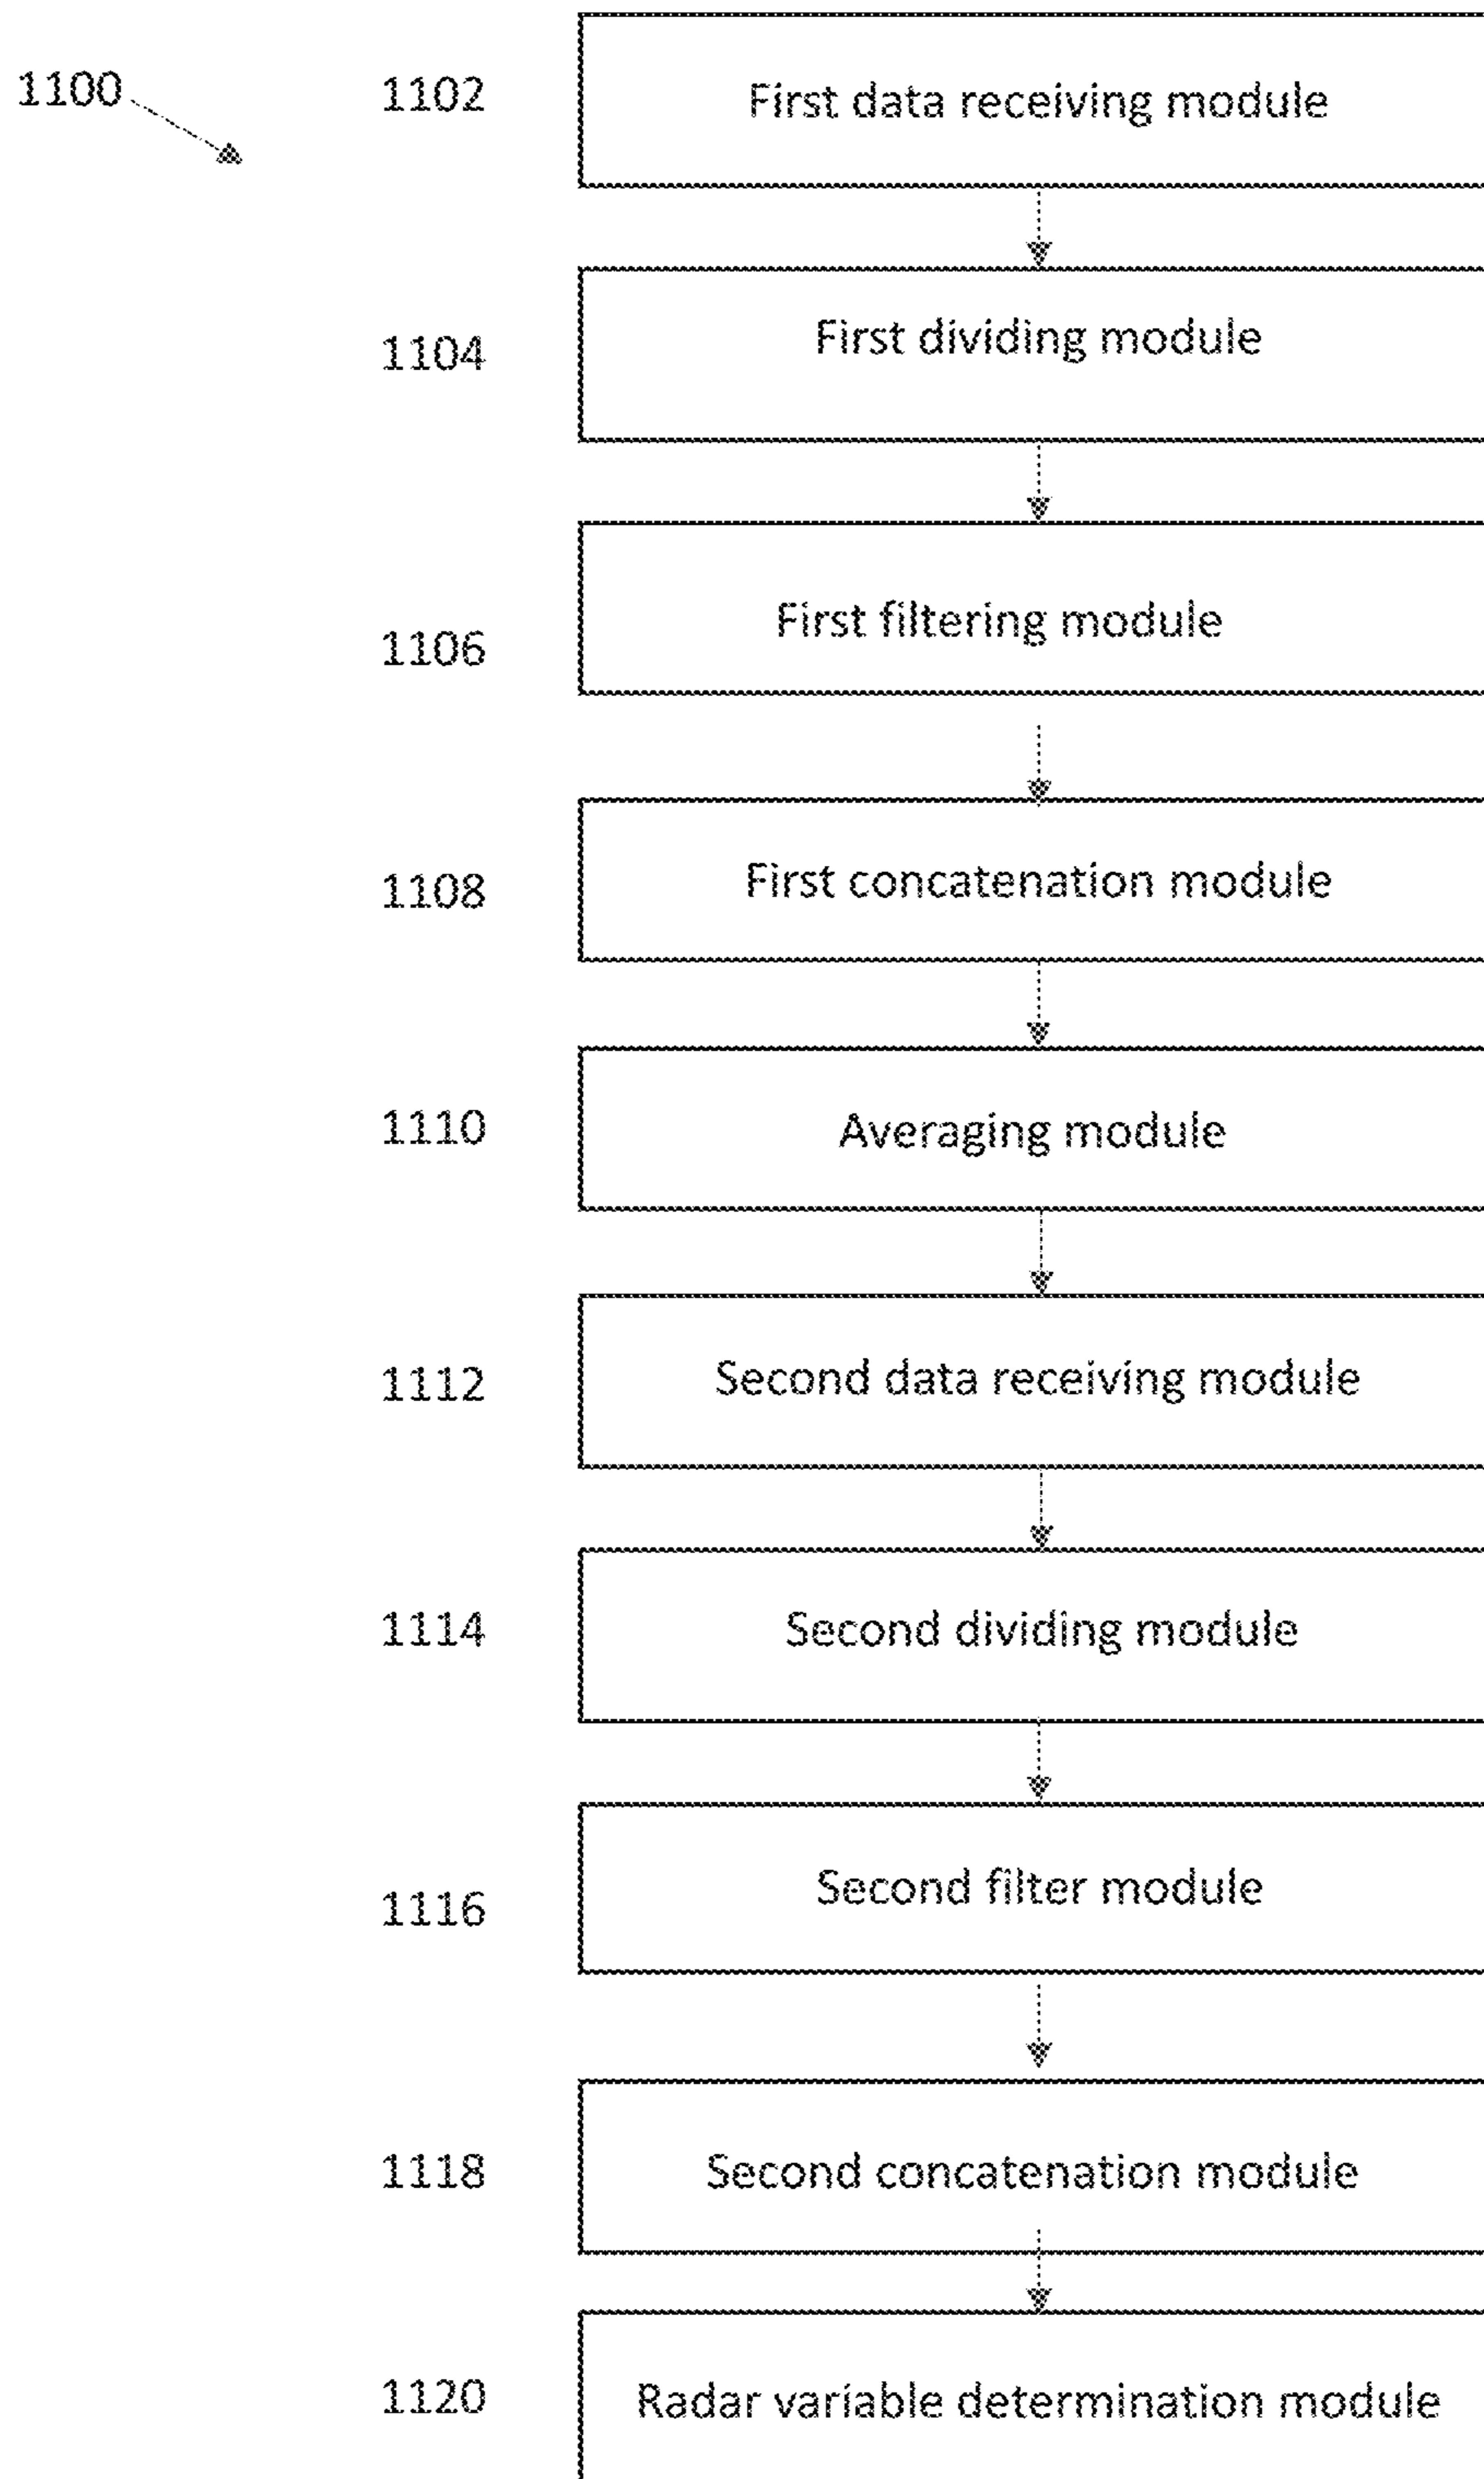 1100
1102
First data receiving module
1104
First dividing module
1106
First filtering module
1108
First concatenation module
1110
Averaging module
1112
Second data receiving module
1114
Second dividing module
1116
Second filter module
1118
Second concatenation module
1120
Radar variable determination module